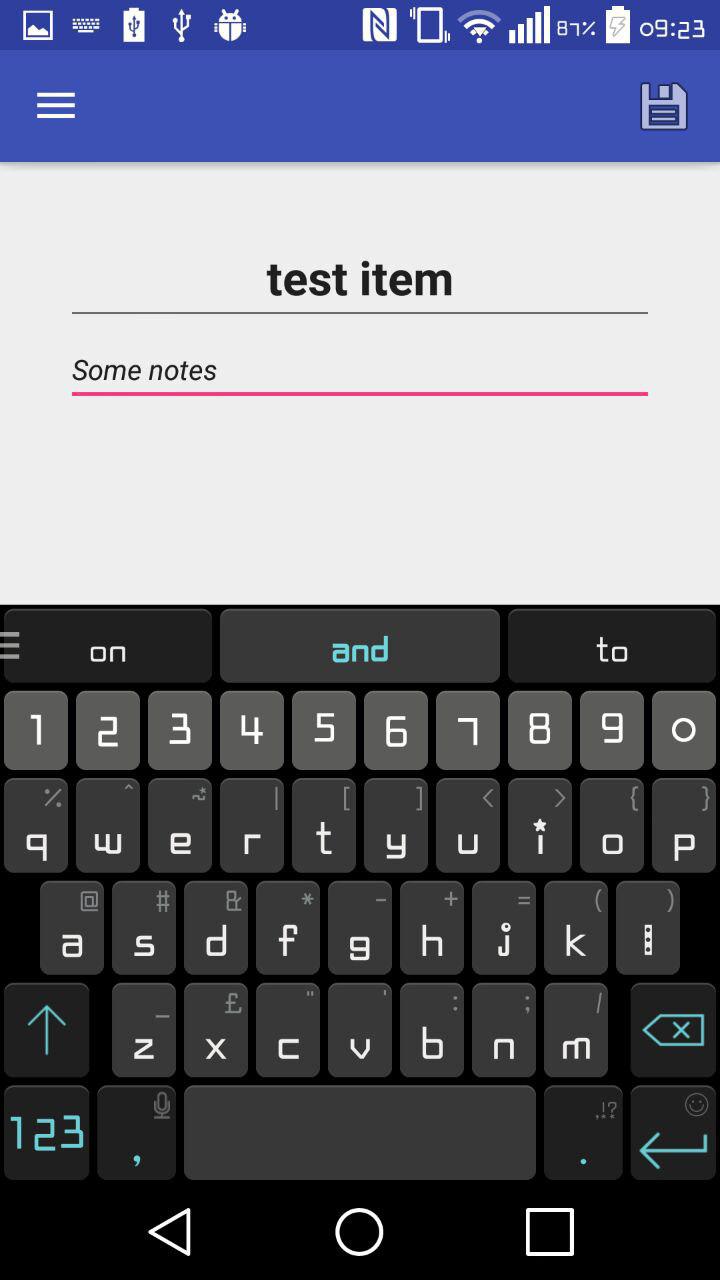 87% 09:23
test item
Some notes
on and to
1 2 3 4 5 6 7 8 9 0
% ^ ~ | [ ] < > { }
q w e r t y u i o p
@ # & * - + = ( )
a s d f g h j k l
_ £ " ' : ; /
z x c v b n m
,!?
123 , .